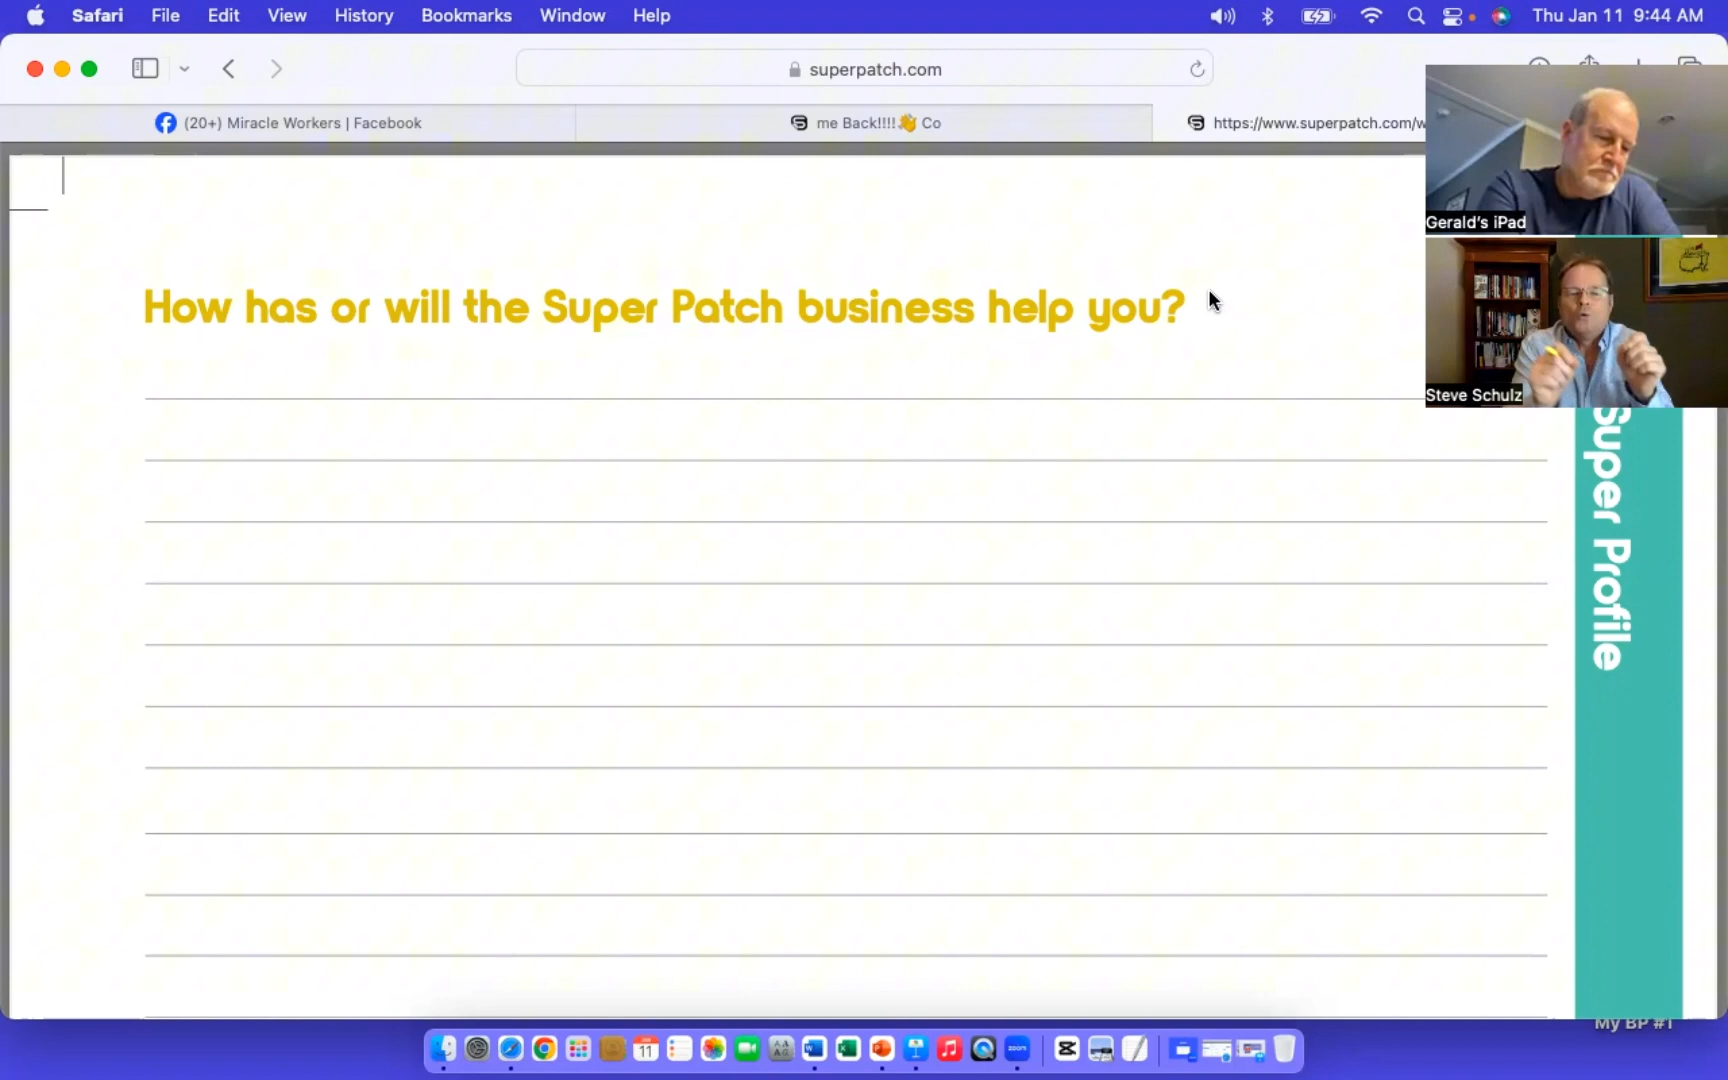 Safari File Edit View History Bookmarks Window Help Thu Jan 11 9:44 AM
superpatch.com
(20+) Miracle Workers | Facebook
me Back!!!!👋 Co
https://www.superpatch.com/w
Gerald's iPad
How has or will the Super Patch business help you?
Steve Schulz
Super Profile
My BP #1
11
zoom